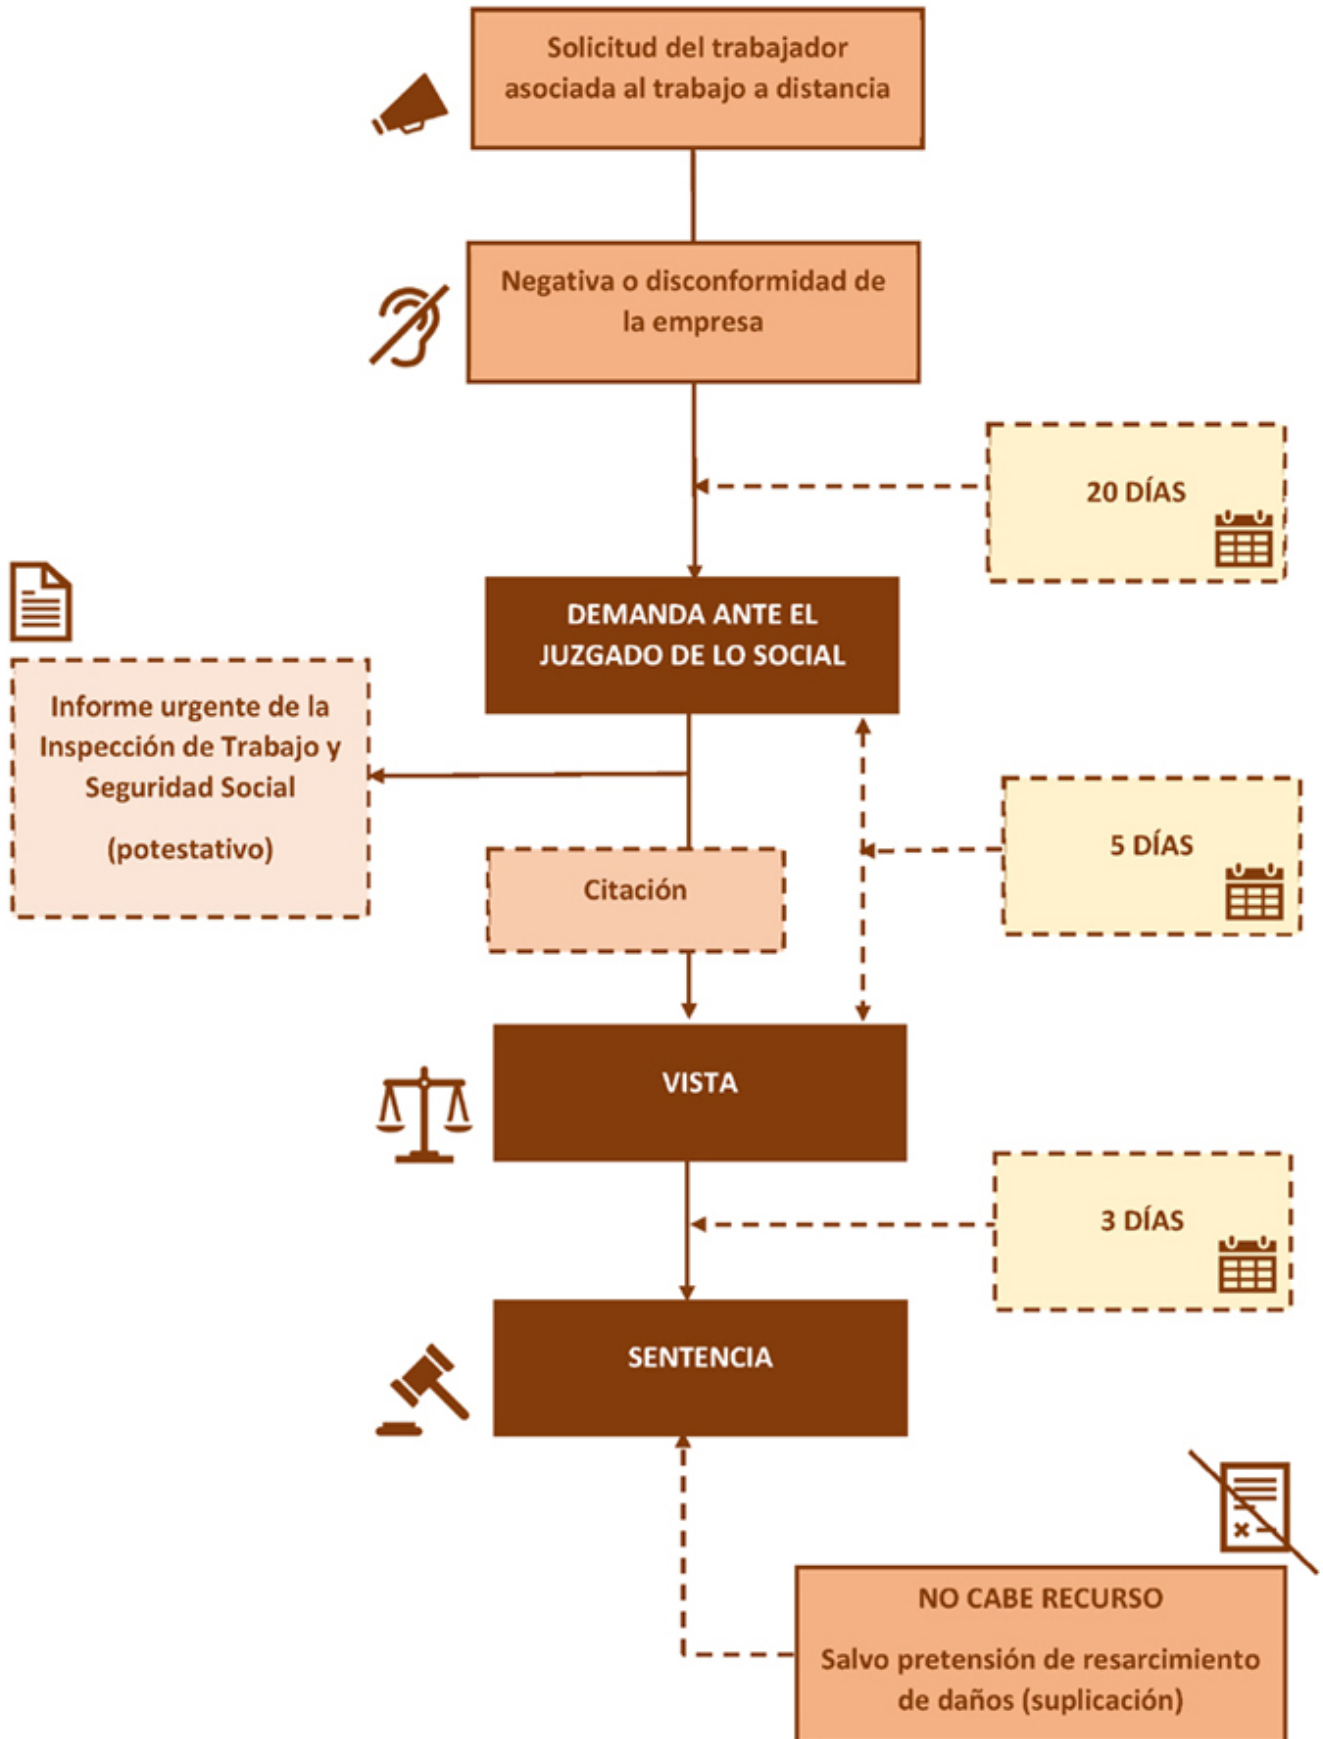 Solicitud del trabajador
asociada al trabajo a distancia
Negativa o disconformidad de
la empresa
20 DÍAS
DEMANDA ANTE EL
JUZGADO DE LO SOCIAL
Informe urgente de la
Inspección de Trabajo y
Seguridad Social
(potestativo)
5 DÍAS
Citación
VISTA
3 DÍAS
SENTENCIA
NO CABE RECURSO
Salvo pretensión de resarcimiento
de daños (suplicación)